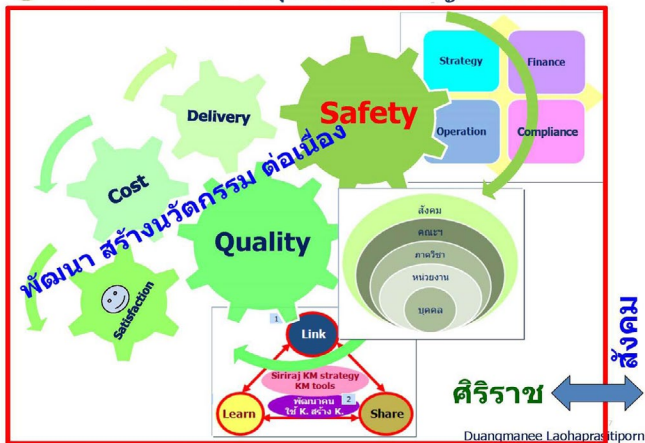 Strategy
Finance
Delivery
Safety
Operation
Compliance
Cost
พัฒนา สร้างนวัตกรรม ต่อเนื่อง
Quality
Satisfaction
สังคม
คณะฯ
ภาควิชา
หน่วยงาน
บุคคล
1
Link
Siriraj KM strategy
KM tools
พัฒนาคน
2
ใช้ K. สร้าง K.
Learn
Share
ศิริราช
สังคม
Duangmanee Laohaprasitiporn